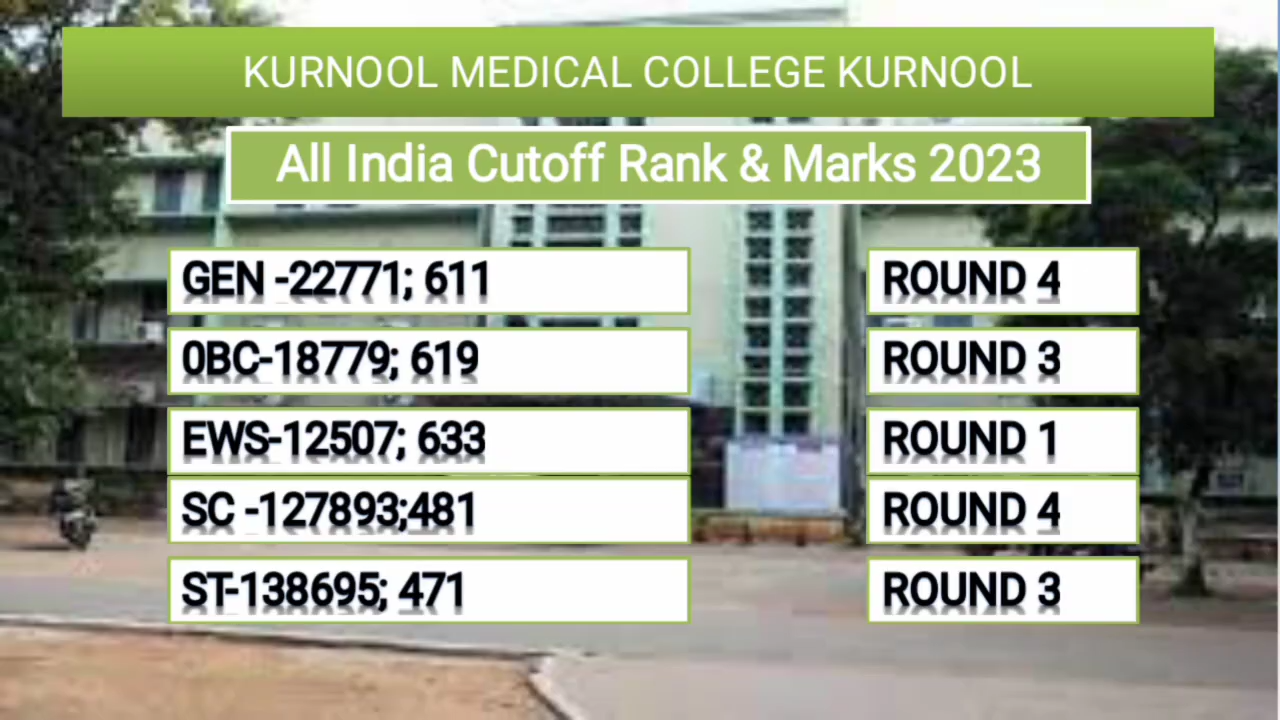 KURNOOL MEDICAL COLLEGE KURNOOL
All India Cutoff Rank & Marks 2023
GEN -22771; 611 ROUND 4
0BC-18779; 619 ROUND 3
EWS-12507; 633 ROUND 1
SC -127893;481 ROUND 4
ST-138695; 471 ROUND 3